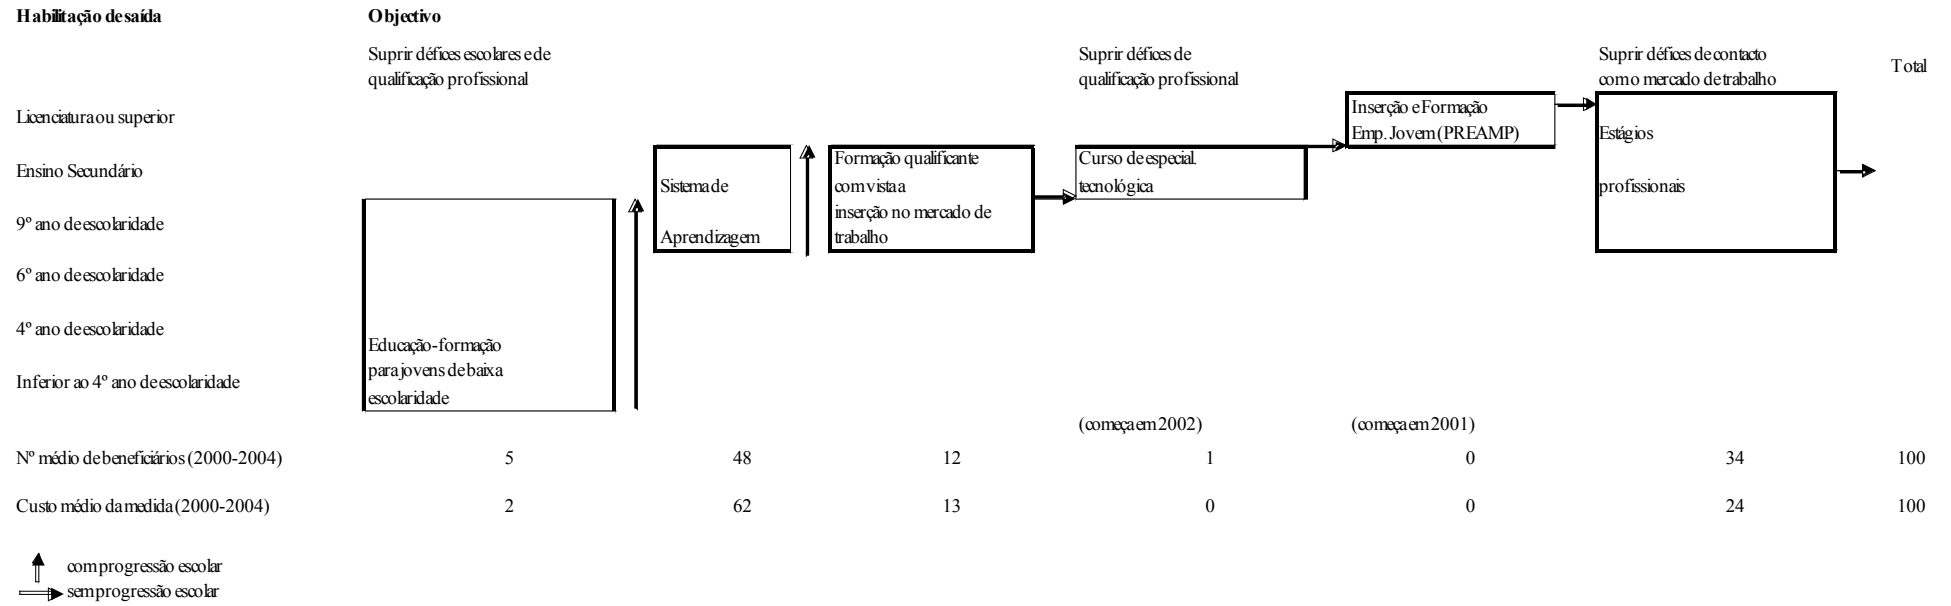 Habilitação de saída Objectivo
Suprir défices escolares e de Suprir défices de Suprir défices de contacto
qualificação profissional qualificação profissional com o mercado de trabalho Total
Licenciatura ou superior
Inserção e Formação
Emp. Jovem (PREAMP)
Estágios
profissionais
Ensino Secundário
Sistema de
Aprendizagem
Formação qualificante
com vista a
inserção no mercado de
trabalho
Curso de especial.
tecnológica
9º ano de escolaridade
6º ano de escolaridade
4º ano de escolaridade
Educação-formação
para jovens de baixa
escolaridade
Inferior ao 4º ano de escolaridade
(começa em 2002) (começa em 2001)
Nº médio de beneficiários (2000-2004) 5 48 12 1 0 34 100
Custo médio da medida (2000-2004) 2 62 13 0 0 24 100
com progressão escolar
sem progressão escolar